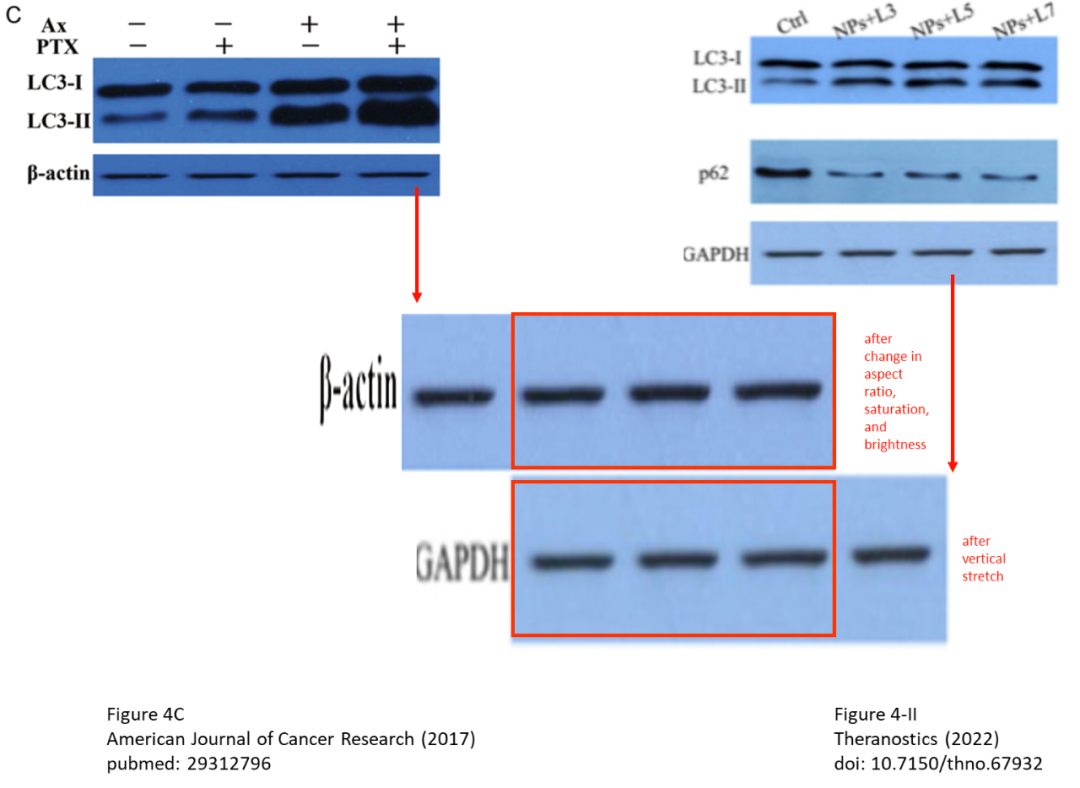 C
Ax − − + +
PTX − + − +
LC3-I
LC3-II
β-actin
Ctrl NPs+L3 NPs+L5 NPs+L7
LC3-I
LC3-II
p62
GAPDH
β-actin
after
change in
aspect
ratio,
saturation,
and
brightness
GAPDH
after
vertical
stretch
Figure 4C
American Journal of Cancer Research (2017)
pubmed: 29312796
Figure 4-II
Theranostics (2022)
doi: 10.7150/thno.67932